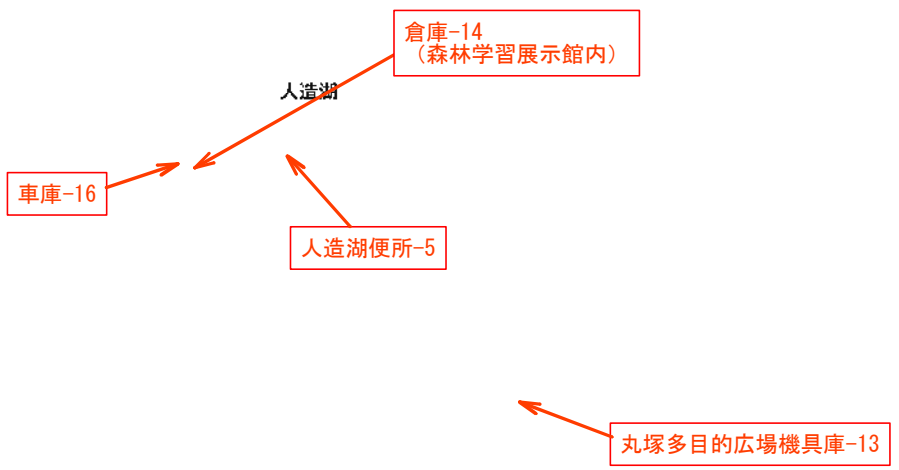 倉庫-14
（森林学習展示館内）
人造湖
車庫-16
人造湖便所-5
丸塚多目的広場機具庫-13